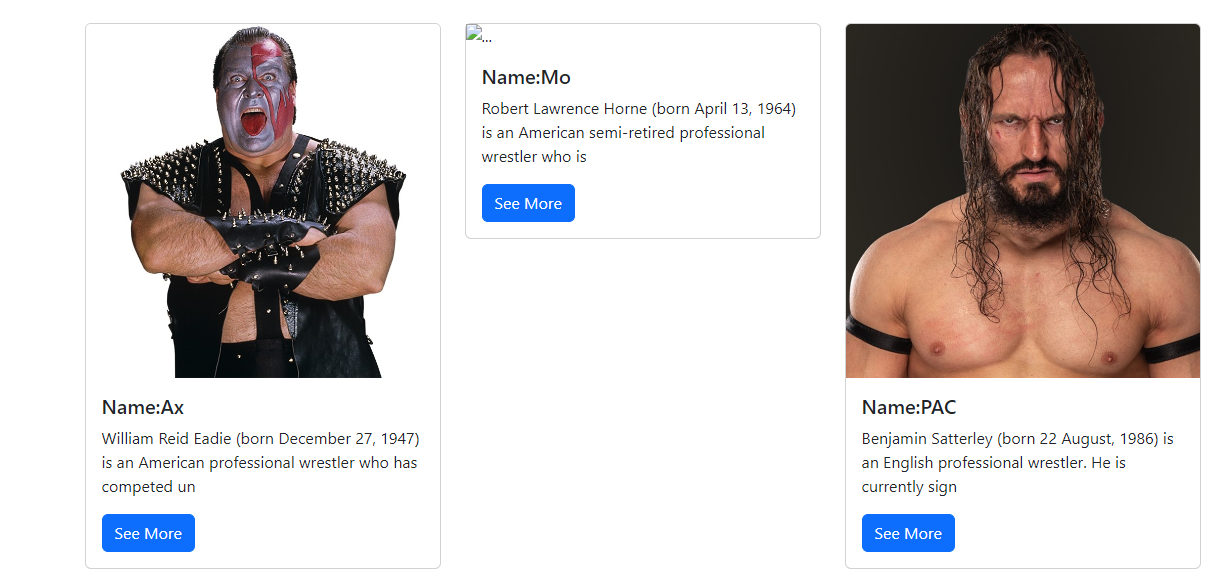 Name:Ax
William Reid Eadie (born December 27, 1947)
is an American professional wrestler who has
competed un
See More
...
Name:Mo
Robert Lawrence Horne (born April 13, 1964)
is an American semi-retired professional
wrestler who is
See More
Name:PAC
Benjamin Satterley (born 22 August, 1986) is
an English professional wrestler. He is
currently sign
See More